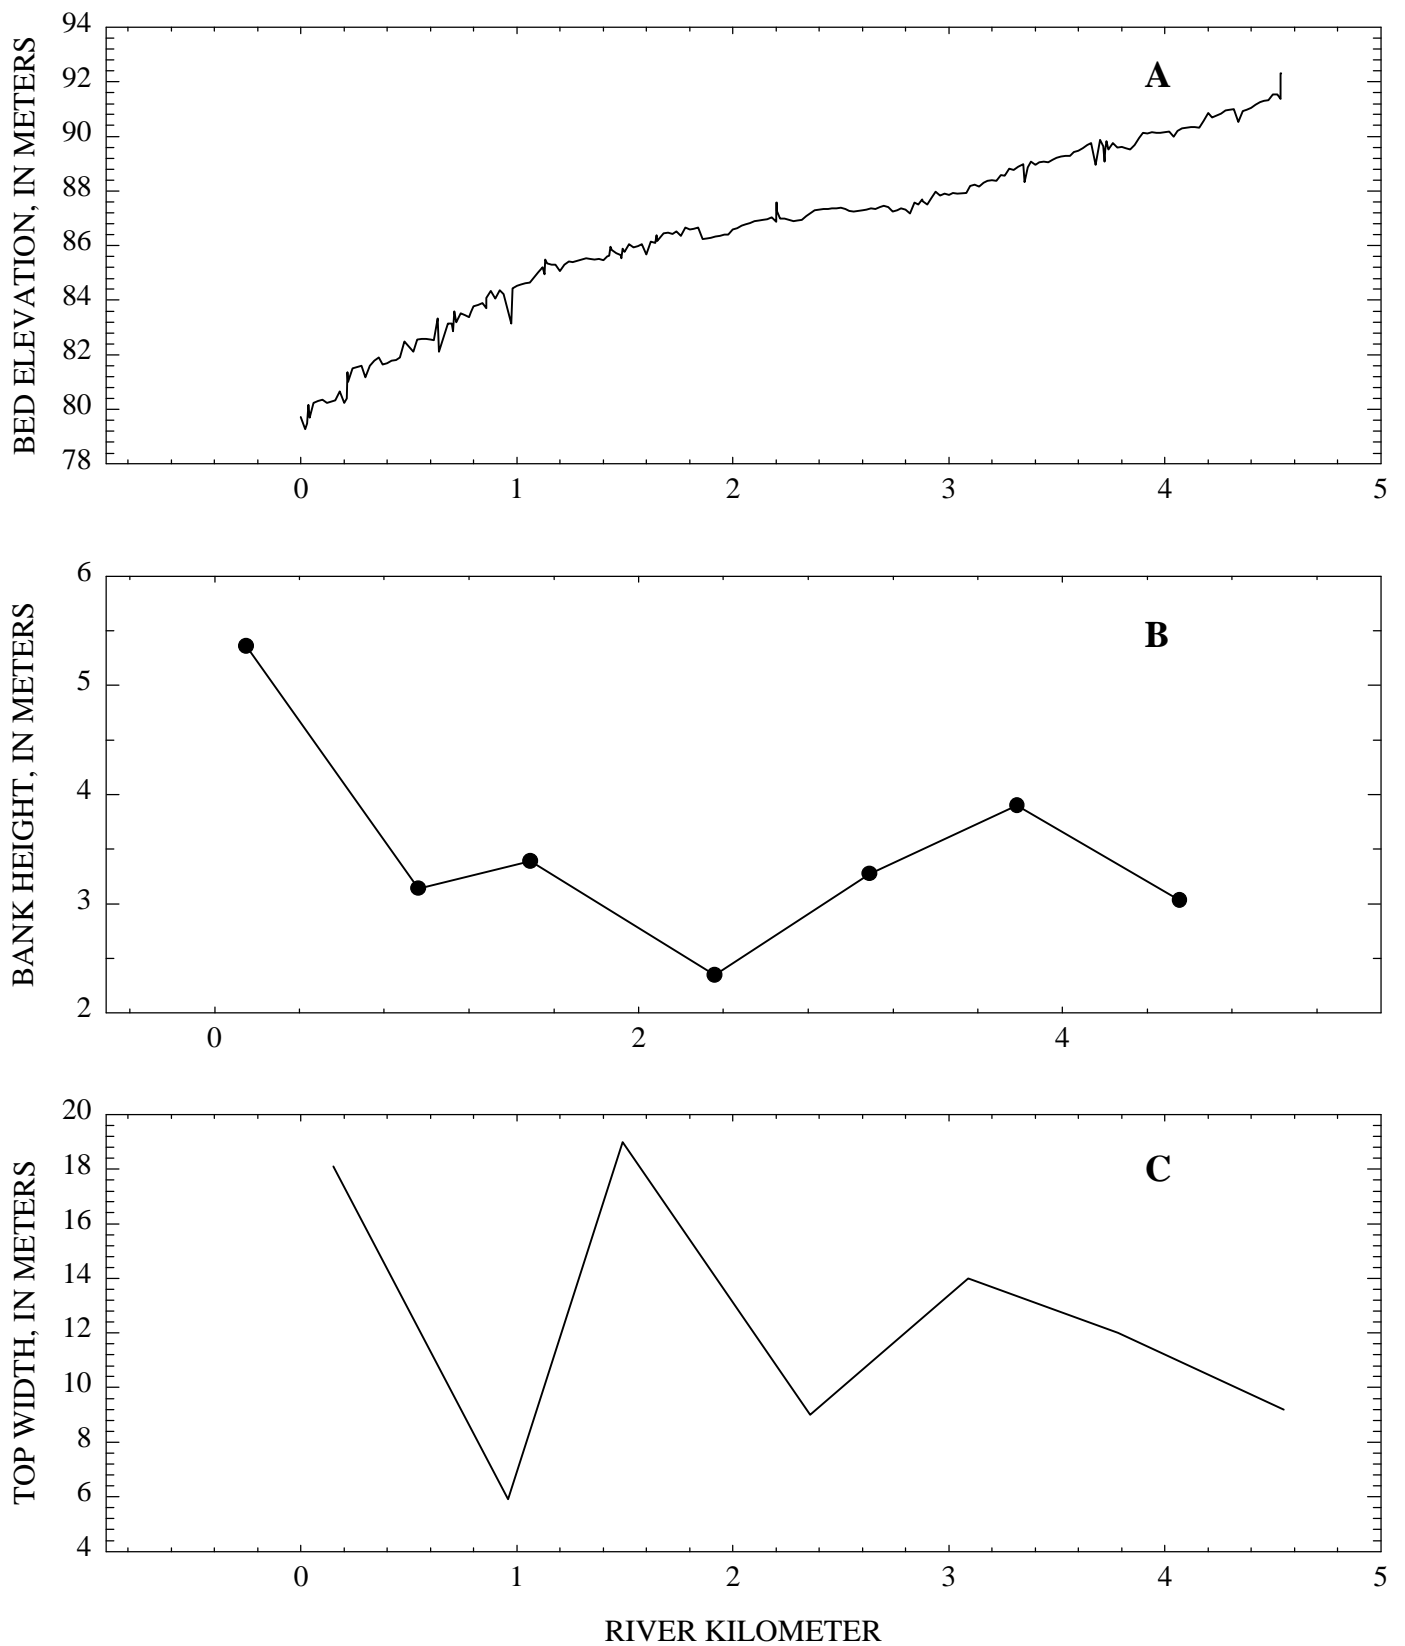 94
92
90
88
86
84
82
80
78
BED ELEVATION, IN METERS
A
0 1 2 3 4 5
6
5
4
3
2
BANK HEIGHT, IN METERS
B
0 2 4
20
18
16
14
12
10
8
6
4
TOP WIDTH, IN METERS
C
0 1 2 3 4 5
RIVER KILOMETER